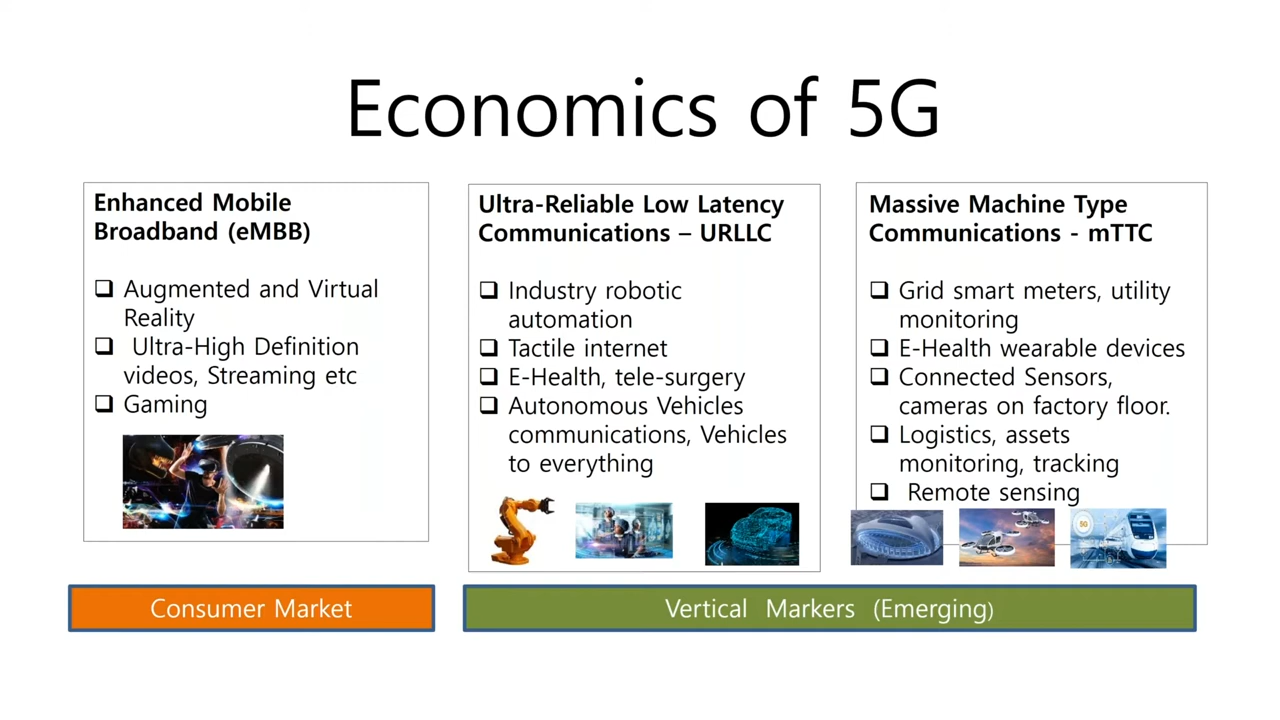 Economics of 5G
Enhanced Mobile
Broadband (eMBB)
❑ Augmented and Virtual
Reality
❑ Ultra-High Definition
videos, Streaming etc
❑ Gaming
Ultra-Reliable Low Latency
Communications – URLLC
❑ Industry robotic
automation
❑ Tactile internet
❑ E-Health, tele-surgery
❑ Autonomous Vehicles
communications, Vehicles
to everything
Massive Machine Type
Communications - mTTC
❑ Grid smart meters, utility
monitoring
❑ E-Health wearable devices
❑ Connected Sensors,
cameras on factory floor.
❑ Logistics, assets
monitoring, tracking
❑ Remote sensing
5G
Consumer Market
Vertical Markers (Emerging)